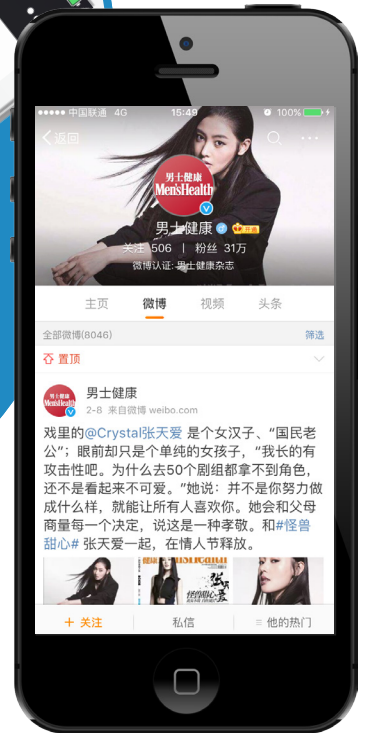 中国联通 4G 15:49 100%
返回
男士健康
Men'sHealth
男士健康
关注 506 | 粉丝 31万
微博认证: 男士健康杂志
主页 微博 视频 头条
全部微博(8046) 筛选
置顶
男士健康
MensHealth
男士健康
2-8 来自微博 weibo.com
戏里的@Crystal张天爱 是个女汉子、“国民老
公”；眼前却只是个单纯的女孩子，“我长的有
攻击性吧。为什么去50个剧组都拿不到角色，
还不是看起来不可爱。”她说：并不是你努力做
成什么样，就能让所有人喜欢你。她会和父母
商量每一个决定，说这是一种孝敬。和#怪兽
甜心# 张天爱一起，在情人节释放。
怪兽甜心
+ 关注 私信 他的热门